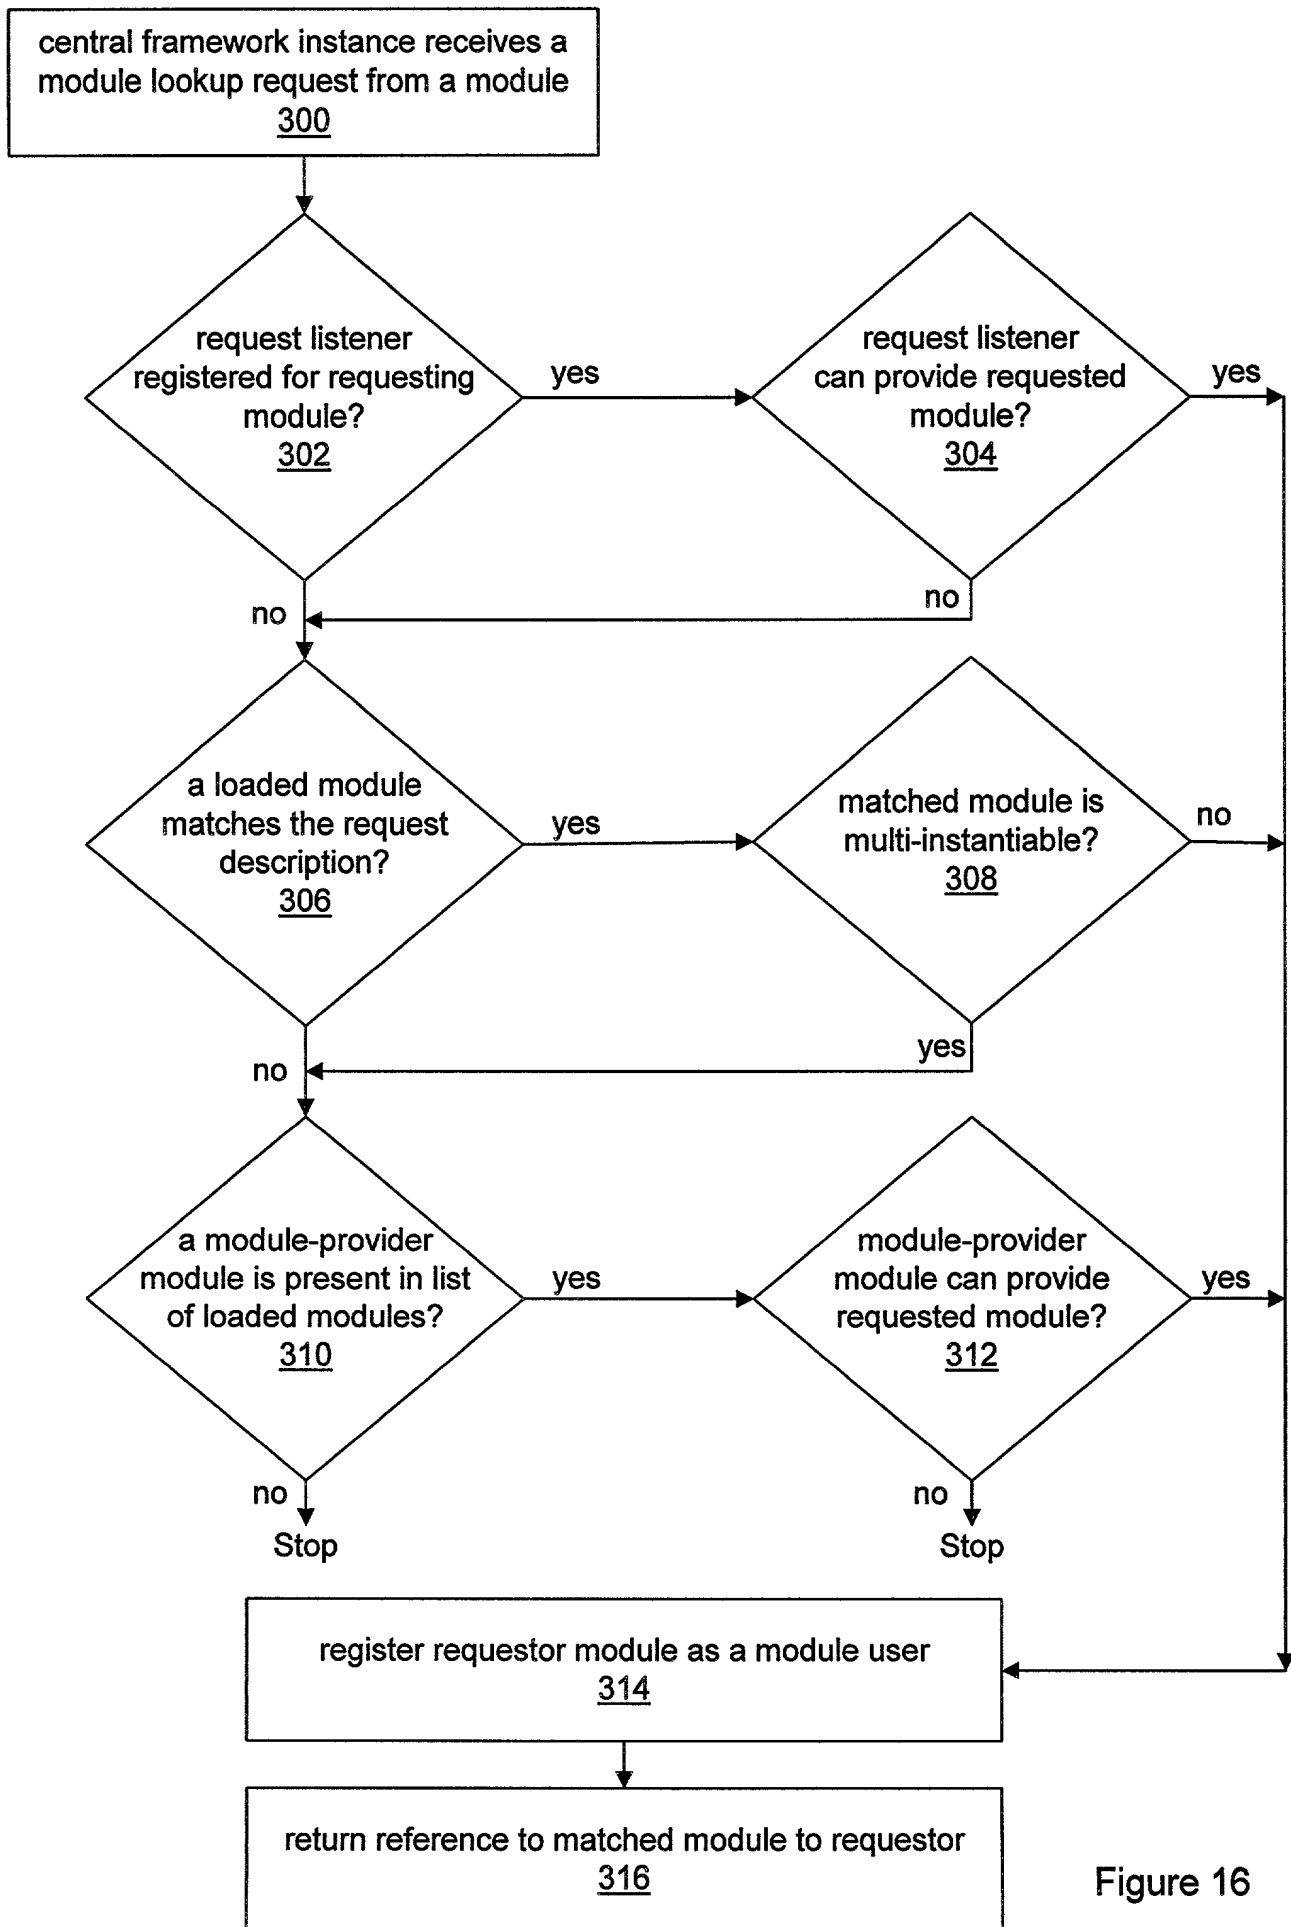 central framework instance receives a
module lookup request from a module
300
request listener
registered for requesting
module?
302
yes
request listener
can provide requested
module?
304
yes
no
no
a loaded module
matches the request
description?
306
yes
matched module is
multi-instantiable?
308
no
no
yes
a module-provider
module is present in list
of loaded modules?
310
yes
module-provider
module can provide
requested module?
312
yes
no
Stop
no
Stop
register requestor module as a module user
314
return reference to matched module to requestor
316
Figure 16